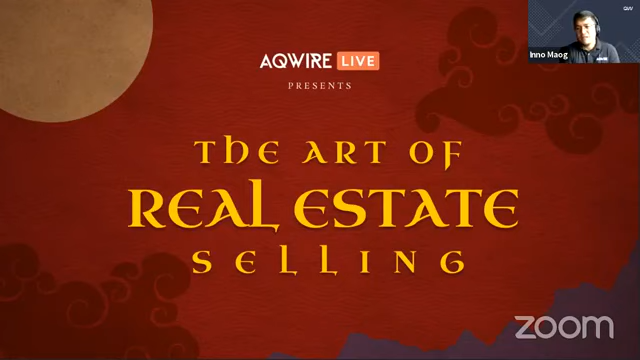 AQWIRE LIVE
PRESENTS
THE ART OF
REAL ESTATE
SELLING
Inno Maog
zoom